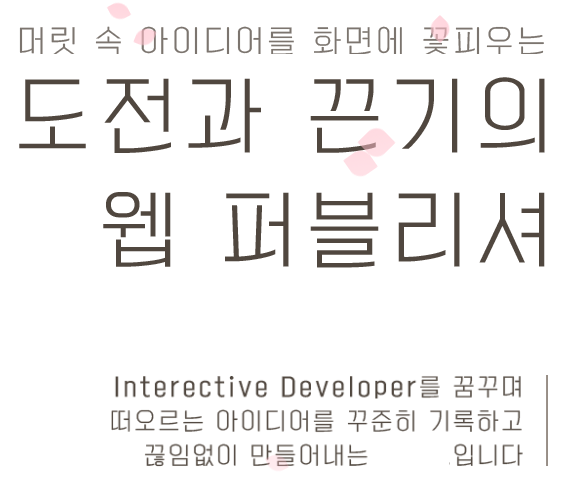 머릿 속 아이디어를 화면에 꽃피우는
도전과 끈기의
웹 퍼블리셔
Interective Developer를 꿈꾸며
떠오르는 아이디어를 꾸준히 기록하고
끊임없이 만들어내는 입니다